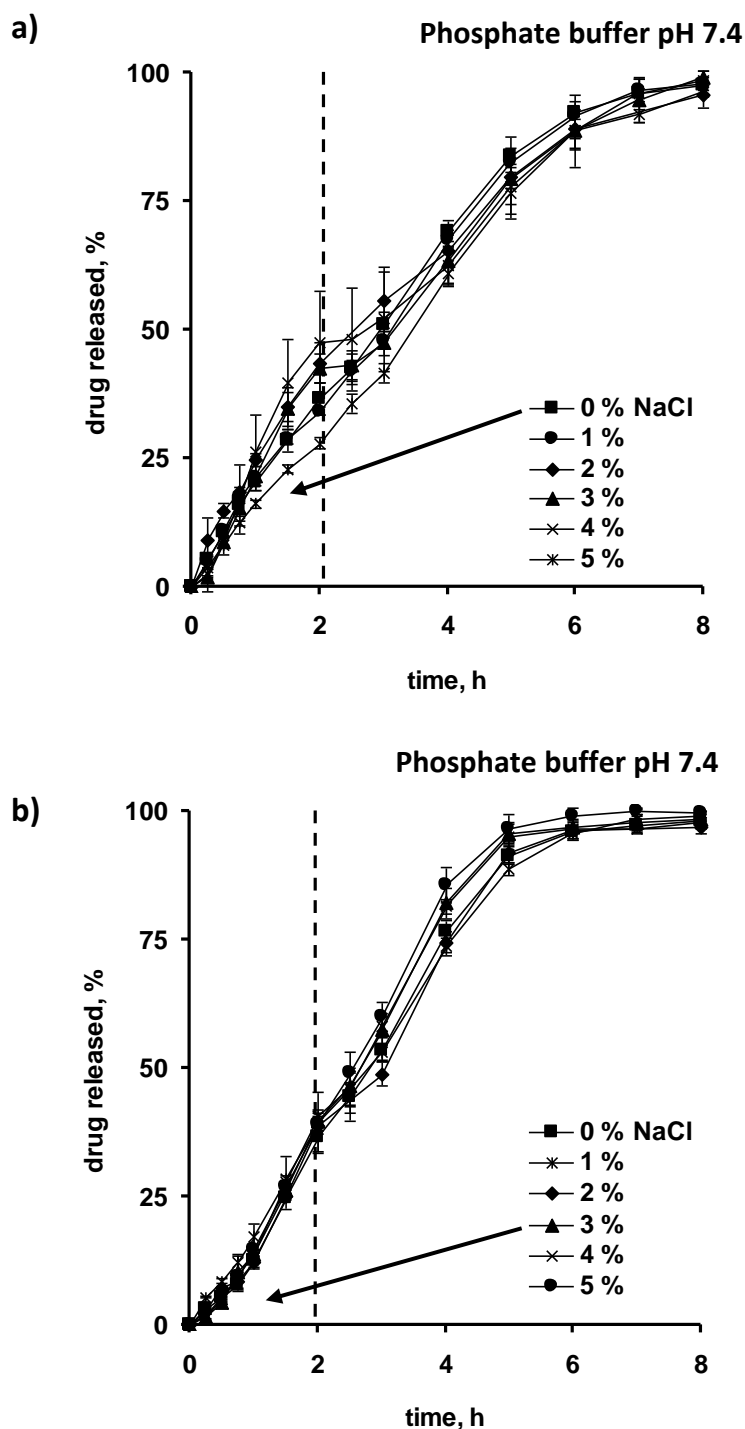 a)
Phosphate buffer pH 7.4
100
75
50
25
0
drug released, %
0 % NaCl
1 %
2 %
3 %
4 %
5 %
0 2 4 6 8
time, h
Phosphate buffer pH 7.4
b)
100
75
50
25
0
drug released, %
0 % NaCl
1 %
2 %
3 %
4 %
5 %
0 2 4 6 8
time, h